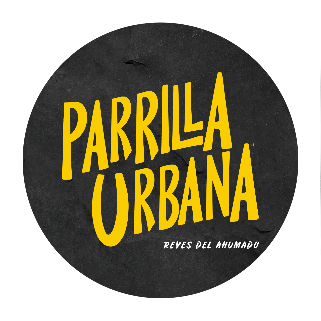 PARRILLA
URBANA
REYES DEL AHUMADO